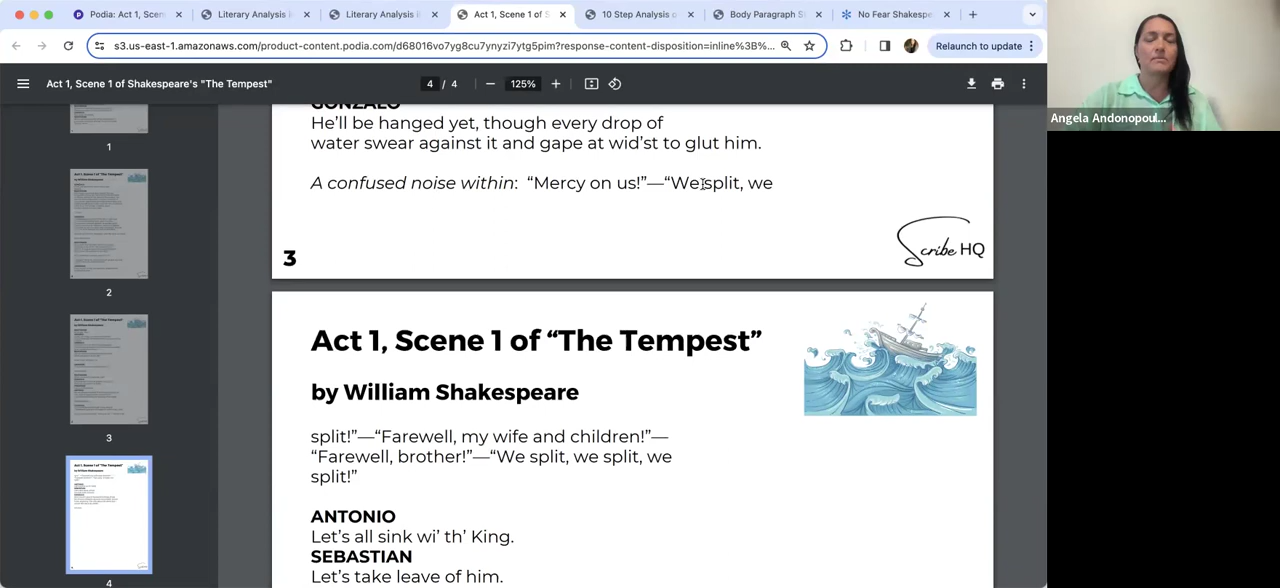 Podia: Act 1, Scen
Literary Analysis
Literary Analysis
Act 1, Scene 1 of S
10 Step Analysis o
Body Paragraph S
No Fear Shakespe
s3.us-east-1.amazonaws.com/product-content.podia.com/d68016vo7yg8cu7ynyzi7ytg5pim?response-content-disposition=inline%3B%...
Relaunch to update
Act 1, Scene 1 of Shakespeare's "The Tempest"
4 / 4
125%
Angela Andonopoul...
1
2
3
4
GONZALO
He’ll be hanged yet, though every drop of
water swear against it and gape at wid’st to glut him.
A confused noise within: “Mercy on us!”—“We split, we
3
Scribe HQ
Act 1, Scene 1 of “The Tempest”
by William Shakespeare
split!”—“Farewell, my wife and children!”—
“Farewell, brother!”—“We split, we split, we
split!”
ANTONIO
Let’s all sink wi’ th’ King.
SEBASTIAN
Let’s take leave of him.